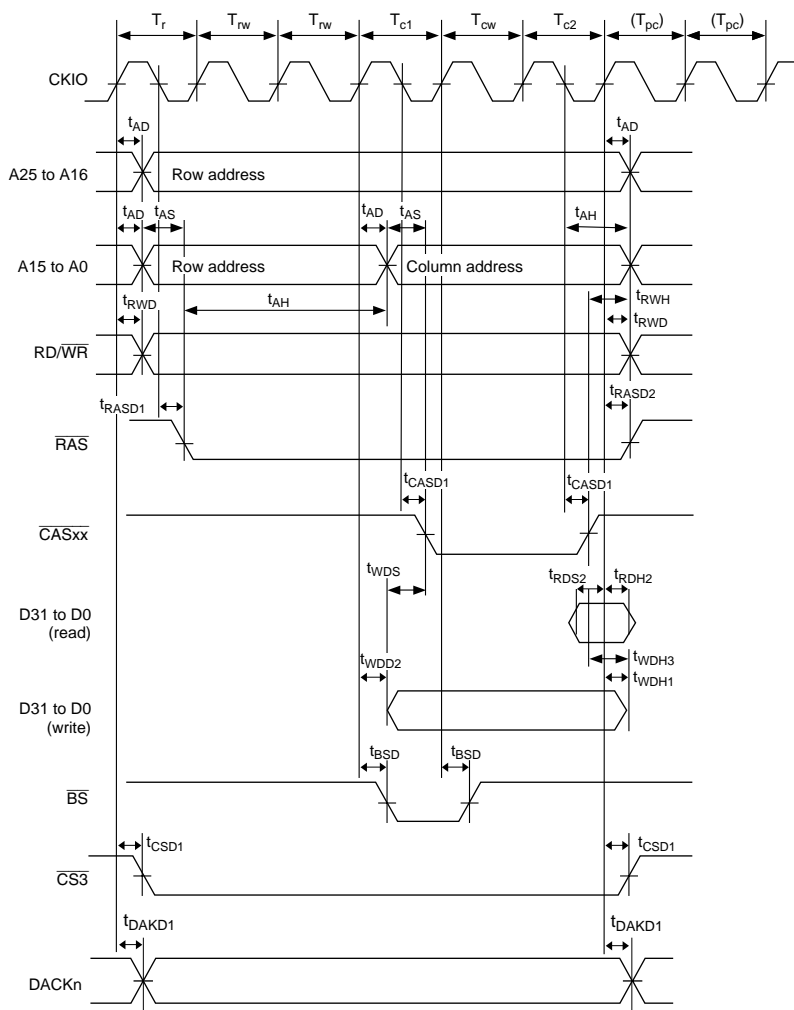 Tr Trw Trw Tc1 Tcw Tc2 (Tpc) (Tpc)
CKIO
tAD tAD
A25 to A16 Row address
tAD tAS tAD tAS tAH
A15 to A0 Row address Column address
tRWD tAH tRWH
tRWD
RD/WR
tRASD1 tRASD2
RAS
tCASD1 tCASD1
CASxx
tWDS tRDS2 tRDH2
D31 to D0
(read)
tWDD2 tWDH3
tWDH1
D31 to D0
(write)
tBSD tBSD
BS
tCSD1 tCSD1
CS3
tDAKD1 tDAKD1
DACKn